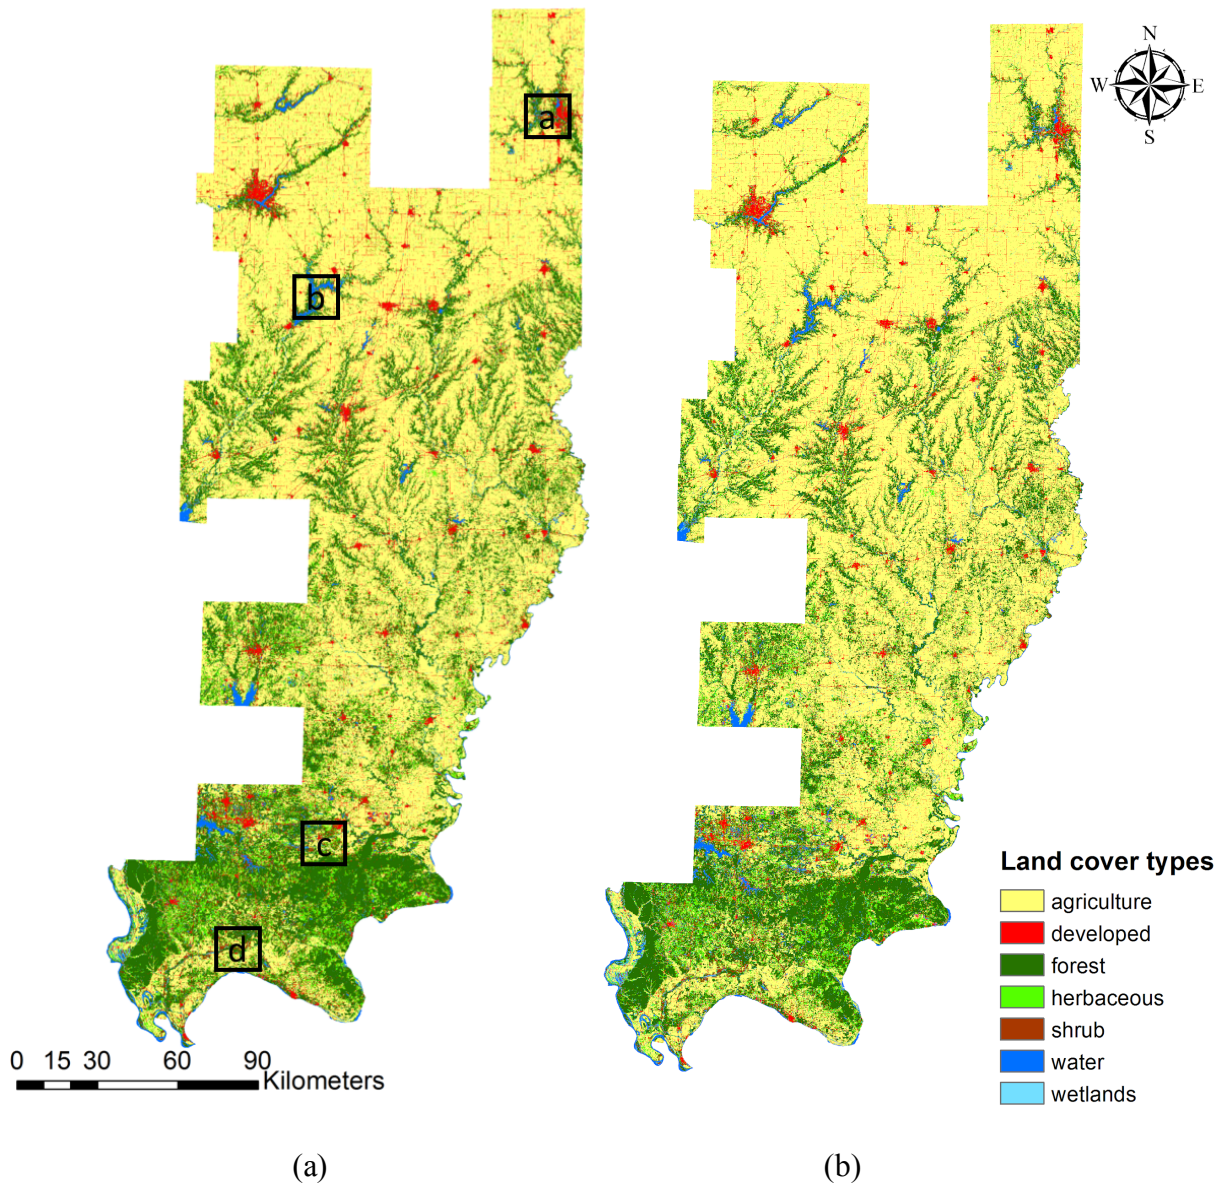 N
W E
S
a
b
c
d
Land cover types
agriculture
developed
forest
herbaceous
shrub
water
wetlands
0 15 30 60 90
Kilometers
(a) (b)